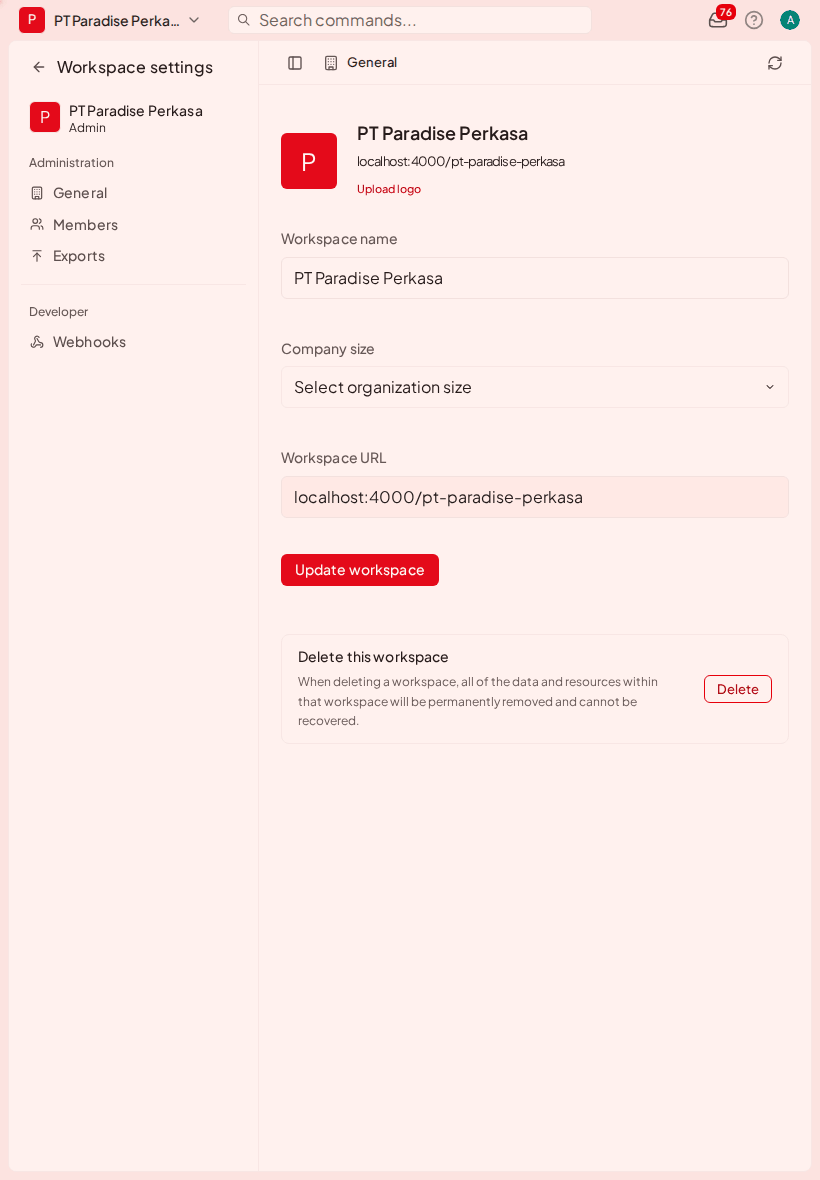 P PT Paradise Perka... Search commands... 76 A
Workspace settings
P
PT Paradise Perkasa
Admin
Administration
General
Members
Exports
Developer
Webhooks
General
P
PT Paradise Perkasa
localhost:4000/pt-paradise-perkasa
Upload logo
Workspace name
PT Paradise Perkasa
Company size
Select organization size
Workspace URL
localhost:4000/pt-paradise-perkasa
Update workspace
Delete this workspace
When deleting a workspace, all of the data and resources within
that workspace will be permanently removed and cannot be
recovered.
Delete